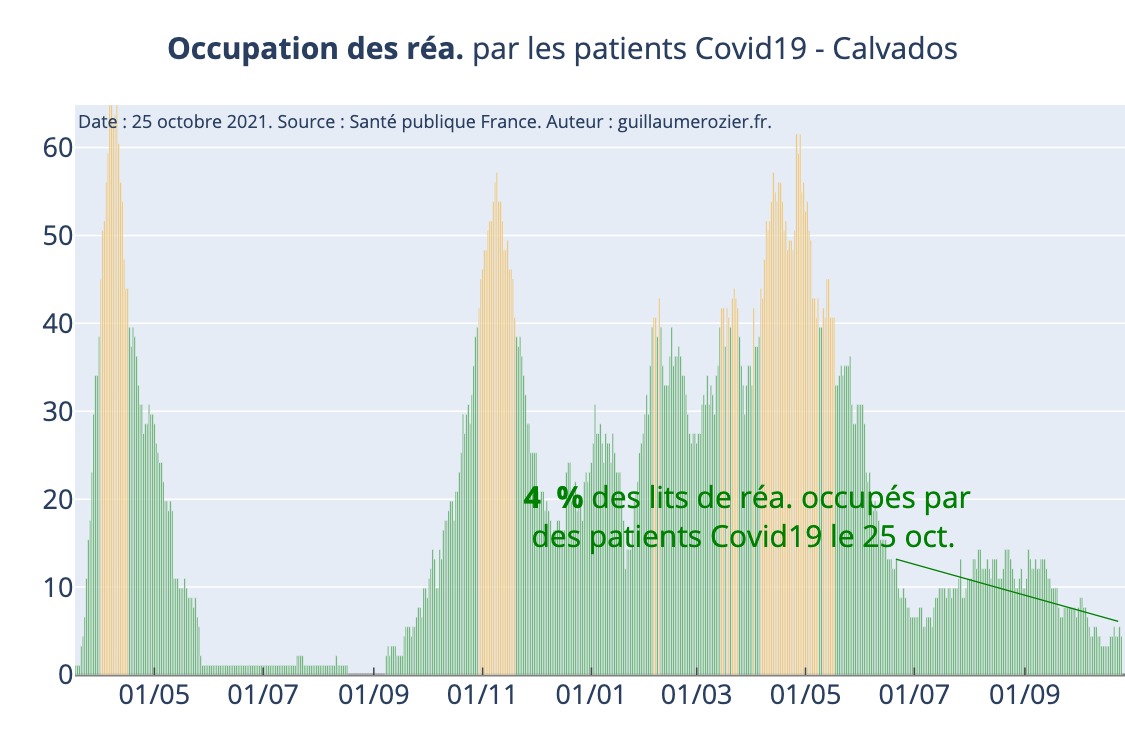 Occupation des réa. par les patients Covid19 - Calvados
Date : 25 octobre 2021. Source : Santé publique France. Auteur : guillaumerozier.fr.
60
50
40
30
20
10
0
4 % des lits de réa. occupés par
des patients Covid19 le 25 oct.
01/05 01/07 01/09 01/11 01/01 01/03 01/05 01/07 01/09